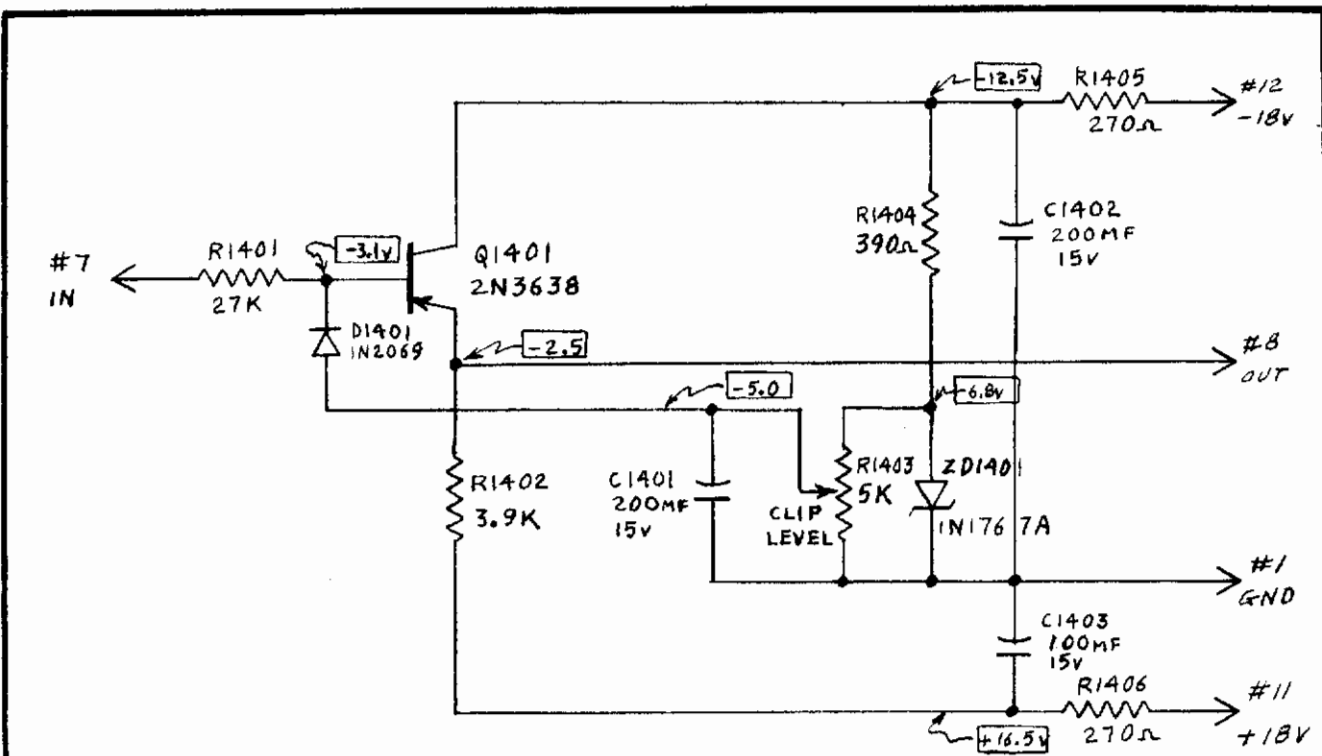 -12.5v
R1405
270Ω
#12
-18v
R1404
390Ω
C1402
200MF
15v
#7
IN
R1401
27K
-3.1v
Q1401
2N3638
D1401
1N2069
-2.5
#8
OUT
-5.0
-6.8v
R1402
3.9K
C1401
200MF
15v
CLIP
LEVEL
R1403
5K
ZD1401
1N1767A
#1
GND
C1403
100MF
15v
R1406
270Ω
#11
+18v
+16.5v